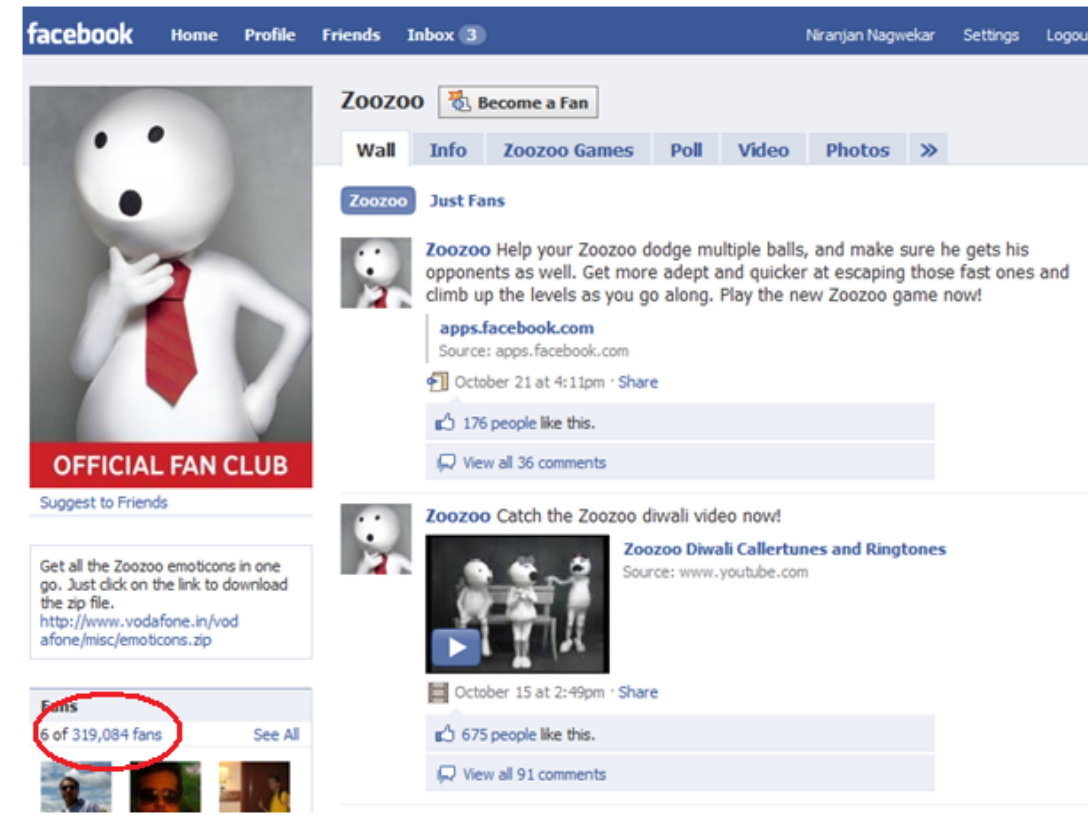 facebook Home Profile Friends Inbox 3 Niranjan Nagwekar Settings Logou
Zoozoo Become a Fan
Wall Info Zoozoo Games Poll Video Photos »
Zoozoo Just Fans
Zoozoo Help your Zoozoo dodge multiple balls, and make sure he gets his
opponents as well. Get more adept and quicker at escaping those fast ones and
climb up the levels as you go along. Play the new Zoozoo game now!
apps.facebook.com
Source: apps.facebook.com
October 21 at 4:11pm · Share
176 people like this.
View all 36 comments
OFFICIAL FAN CLUB
Suggest to Friends
Get all the Zoozoo emoticons in one
go. Just click on the link to download
the zip file.
http://www.vodafone.in/vod
afone/misc/emoticons.zip
Fans
6 of 319,084 fans See All
Zoozoo Catch the Zoozoo diwali video now!
Zoozoo Diwali Callertunes and Ringtones
Source: www.youtube.com
October 15 at 2:49pm · Share
675 people like this.
View all 91 comments